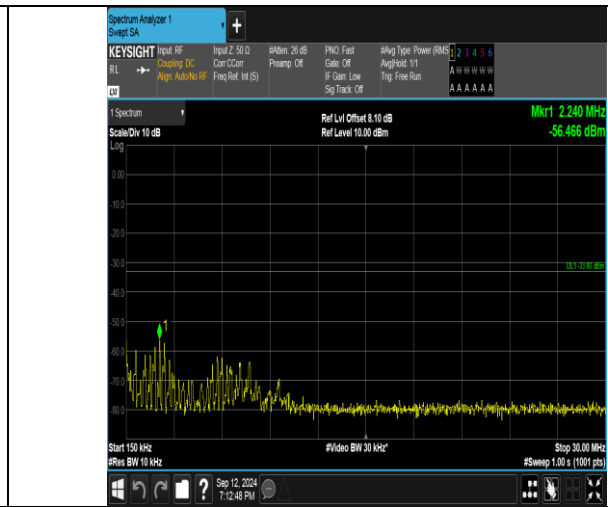 Spectrum Analyzer 1
Swept SA
+
KEYSIGHT
RL
Input: RF
Coupling: DC
Align: Auto/No RF
Input Z: 50 Ω
Corr CCorr
Freq Ref: Int (S)
#Atten: 26 dB
Preamp: Off
PNO: Fast
Gate: Off
IF Gain: Low
Sig Track: Off
#Avg Type: Power (RMS
Avg|Hold: 1/1
Trig: Free Run
1 2 3 4 5 6
A W W W W W
A A A A A A
LXI
1 Spectrum
Scale/Div 10 dB
Log
Ref Lvl Offset 8.10 dB
Ref Level 10.00 dBm
Mkr1 2.240 MHz
-56.466 dBm
0.00
-10.0
-20.0
-30.0
DL1 -33.00 dBm
-40.0
-50.0
1
-60.0
-70.0
-80.0
Start 150 kHz
#Res BW 10 kHz
#Video BW 30 kHz*
Stop 30.00 MHz
#Sweep 1.00 s (1001 pts)
?
Sep 12, 2024
7:12:48 PM